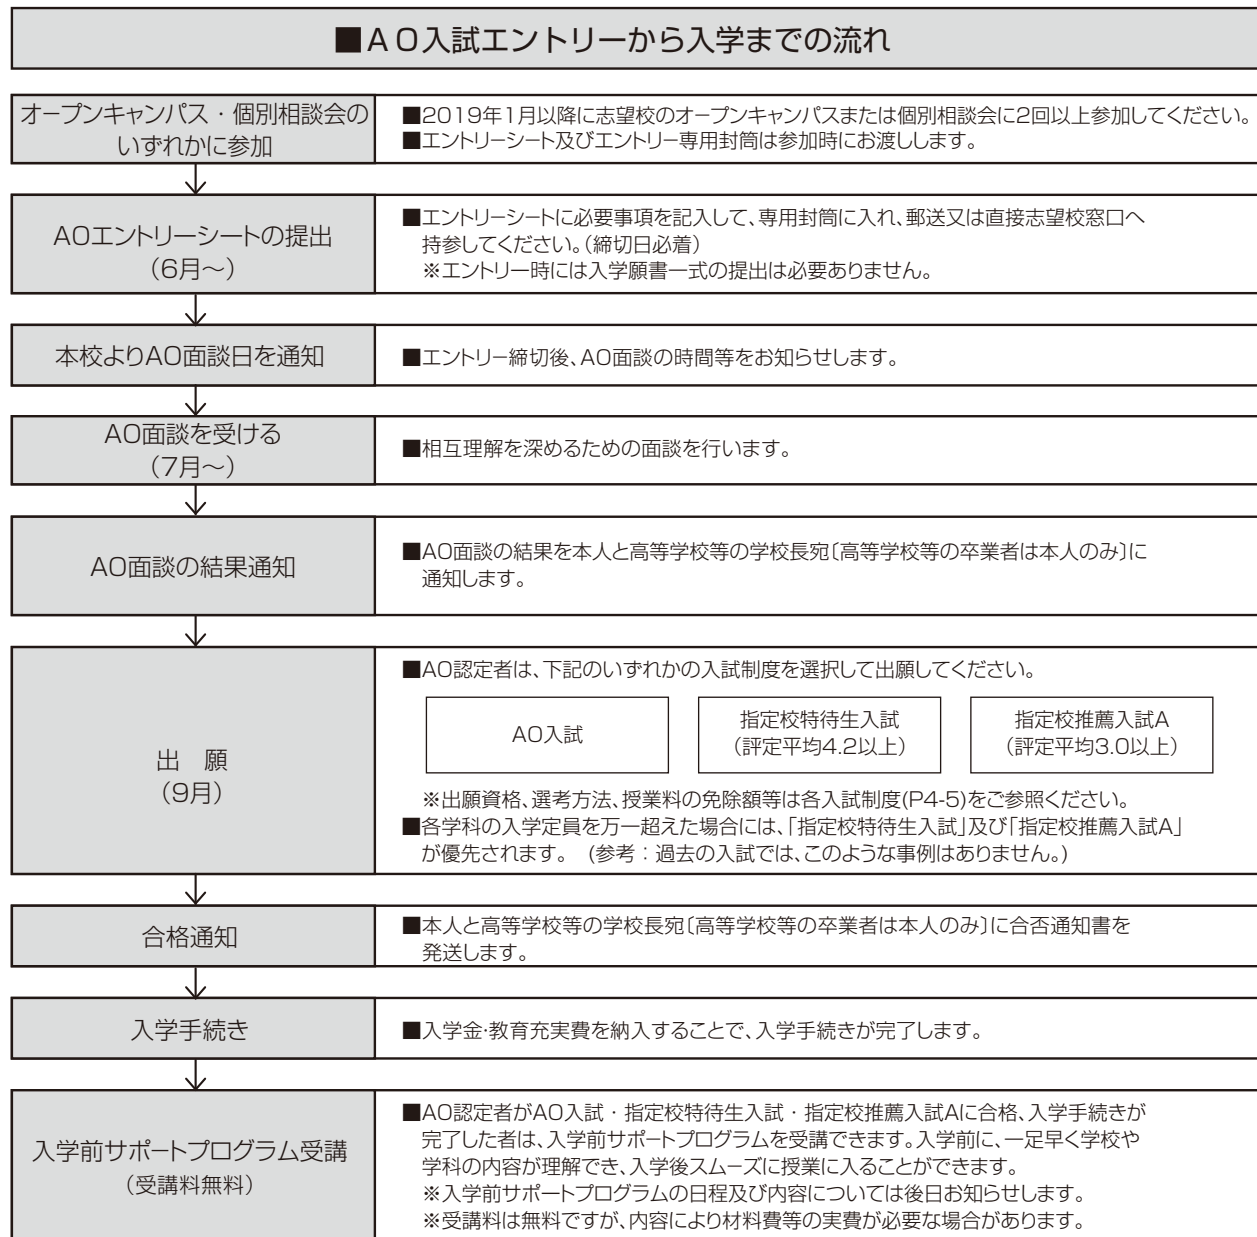 ■AO入試エントリーから入学までの流れ
オープンキャンパス・個別相談会の
いずれかに参加
■2019年1月以降に志望校のオープンキャンパスまたは個別相談会に2回以上参加してください。
■エントリーシート及びエントリー専用封筒は参加時にお渡しします。
AOエントリーシートの提出
(6月～)
■エントリーシートに必要事項を記入して、専用封筒に入れ、郵送又は直接志望校窓口へ
持参してください。(締切日必着)
※エントリー時には入学願書一式の提出は必要ありません。
本校よりAO面談日を通知
■エントリー締切後、AO面談の時間等をお知らせします。
AO面談を受ける
(7月～)
■相互理解を深めるための面談を行います。
AO面談の結果通知
■AO面談の結果を本人と高等学校等の学校長宛〔高等学校等の卒業者は本人のみ〕に
通知します。
出　願
(9月)
■AO認定者は、下記のいずれかの入試制度を選択して出願してください。
AO入試
指定校特待生入試
(評定平均4.2以上)
指定校推薦入試A
(評定平均3.0以上)
※出願資格、選考方法、授業料の免除額等は各入試制度(P4-5)をご参照ください。
■各学科の入学定員を万一超えた場合には、「指定校特待生入試」及び「指定校推薦入試A」
が優先されます。 (参考：過去の入試では、このような事例はありません。)
合格通知
■本人と高等学校等の学校長宛〔高等学校等の卒業者は本人のみ〕に合否通知書を
発送します。
入学手続き
■入学金・教育充実費を納入することで、入学手続きが完了します。
入学前サポートプログラム受講
(受講料無料)
■AO認定者がAO入試・指定校特待生入試・指定校推薦入試Aに合格、入学手続きが
完了した者は、入学前サポートプログラムを受講できます。入学前に、一足早く学校や
学科の内容が理解でき、入学後スムーズに授業に入ることができます。
※入学前サポートプログラムの日程及び内容については後日お知らせします。
※受講料は無料ですが、内容により材料費等の実費が必要な場合があります。